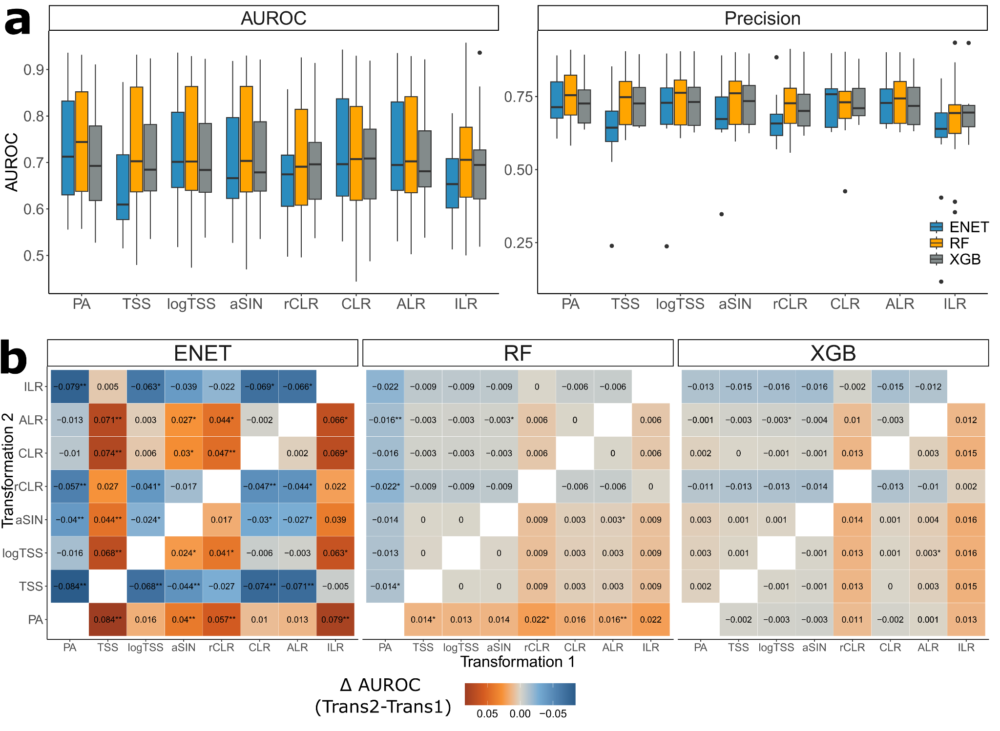 a
AUROC
Precision
AUROC
0.9
0.8
0.7
0.6
0.5
0.75
0.50
0.25
ENET
RF
XGB
PA TSS logTSS aSIN rCLR CLR ALR ILR
PA TSS logTSS aSIN rCLR CLR ALR ILR
b
ENET
RF
XGB
Transformation 2
ILR −0.079** 0.005 −0.063* −0.039 −0.022 −0.069* −0.066*
−0.022 −0.009 −0.009 −0.009 0 −0.006 −0.006
−0.013 −0.015 −0.016 −0.016 −0.002 −0.015 −0.012
ALR −0.013 0.071** 0.003 0.027* 0.044* −0.002 0.066*
−0.016** −0.003 −0.003 −0.003* 0.006 0 0.006
−0.001 −0.003 −0.003* −0.004 0.01 −0.003 0.012
CLR −0.01 0.074** 0.006 0.03* 0.047** 0.002 0.069*
−0.016 −0.003 −0.003 −0.003 0.006 0 0.006
0.002 0 −0.001 −0.001 0.013 0.003 0.015
rCLR −0.057** 0.027 −0.041* −0.017 −0.047** −0.044* 0.022
−0.022* −0.009 −0.009 −0.009 −0.006 −0.006 0
−0.011 −0.013 −0.013 −0.014 −0.013 −0.01 0.002
aSIN −0.04** 0.044** −0.024* 0.017 −0.03* −0.027* 0.039
−0.014 0 0 0.009 0.003 0.003* 0.009
0.003 0.001 0.001 0.014 0.001 0.004 0.016
logTSS −0.016 0.068** 0.024* 0.041* −0.006 −0.003 0.063*
−0.013 0 0 0.009 0.003 0.003 0.009
0.003 0.001 −0.001 0.013 0.001 0.003* 0.016
TSS −0.084** −0.068** −0.044** −0.027 −0.074** −0.071** −0.005
−0.014* 0 0 0.009 0.003 0.003 0.009
0.002 −0.001 −0.001 0.013 0 0.003 0.015
PA 0.084** 0.016 0.04** 0.057** 0.01 0.013 0.079**
0.014* 0.013 0.014 0.022* 0.016 0.016** 0.022
−0.002 −0.003 −0.003 0.011 −0.002 0.001 0.013
PA TSS logTSS aSIN rCLR CLR ALR ILR
PA TSS logTSS aSIN rCLR CLR ALR ILR
PA TSS logTSS aSIN rCLR CLR ALR ILR
Transformation 1
Δ AUROC
(Trans2-Trans1)
0.05 0.00 −0.05